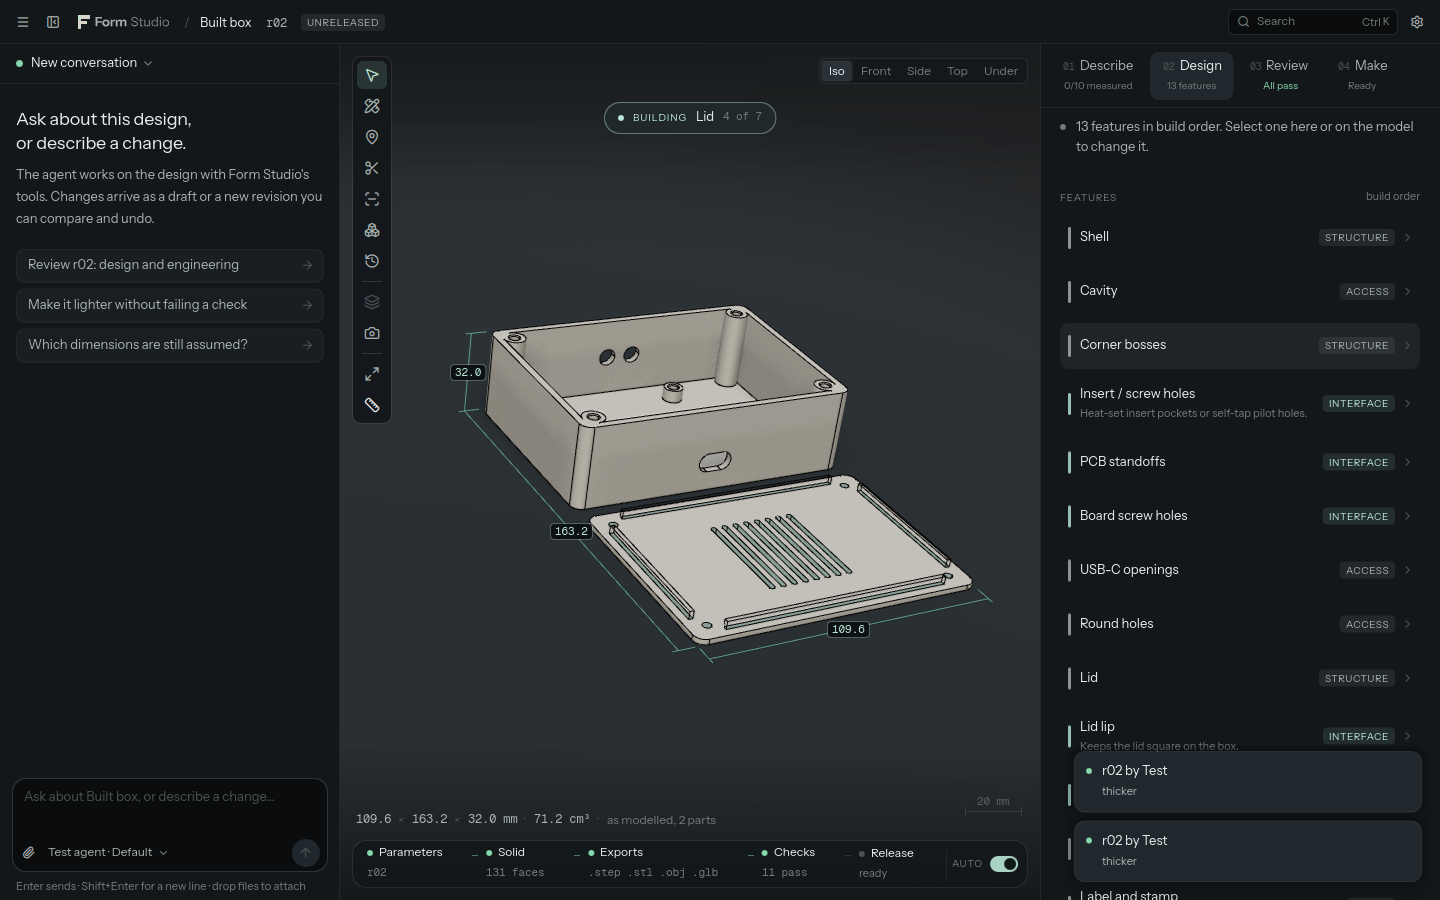 Form Studio / Built box r02 UNRELEASED
Search Ctrl K
New conversation
Ask about this design,
or describe a change.
The agent works on the design with Form Studio's
tools. Changes arrive as a draft or a new revision you
can compare and undo.
Review r02: design and engineering
Make it lighter without failing a check
Which dimensions are still assumed?
Ask about Built box, or describe a change...
Test agent · Default
Enter sends · Shift+Enter for a new line · drop files to attach
Iso Front Side Top Under
BUILDING Lid 4 of 7
32.0
163.2
109.6
20 mm
109.6 × 163.2 × 32.0 mm · 71.2 cm³ · as modelled, 2 parts
Parameters
r02
Solid
131 faces
Exports
.step .stl .obj .glb
Checks
11 pass
Release
ready
AUTO
01 Describe
0/10 measured
02 Design
13 features
03 Review
All pass
04 Make
Ready
13 features in build order. Select one here or on the model
to change it.
FEATURES build order
Shell STRUCTURE
Cavity ACCESS
Corner bosses STRUCTURE
Insert / screw holes INTERFACE
Heat-set insert pockets or self-tap pilot holes.
PCB standoffs INTERFACE
Board screw holes INTERFACE
USB-C openings ACCESS
Round holes ACCESS
Lid STRUCTURE
Lid lip INTERFACE
Keeps the lid square on the box.
r02 by Test
thicker
r02 by Test
thicker
Label and stamp